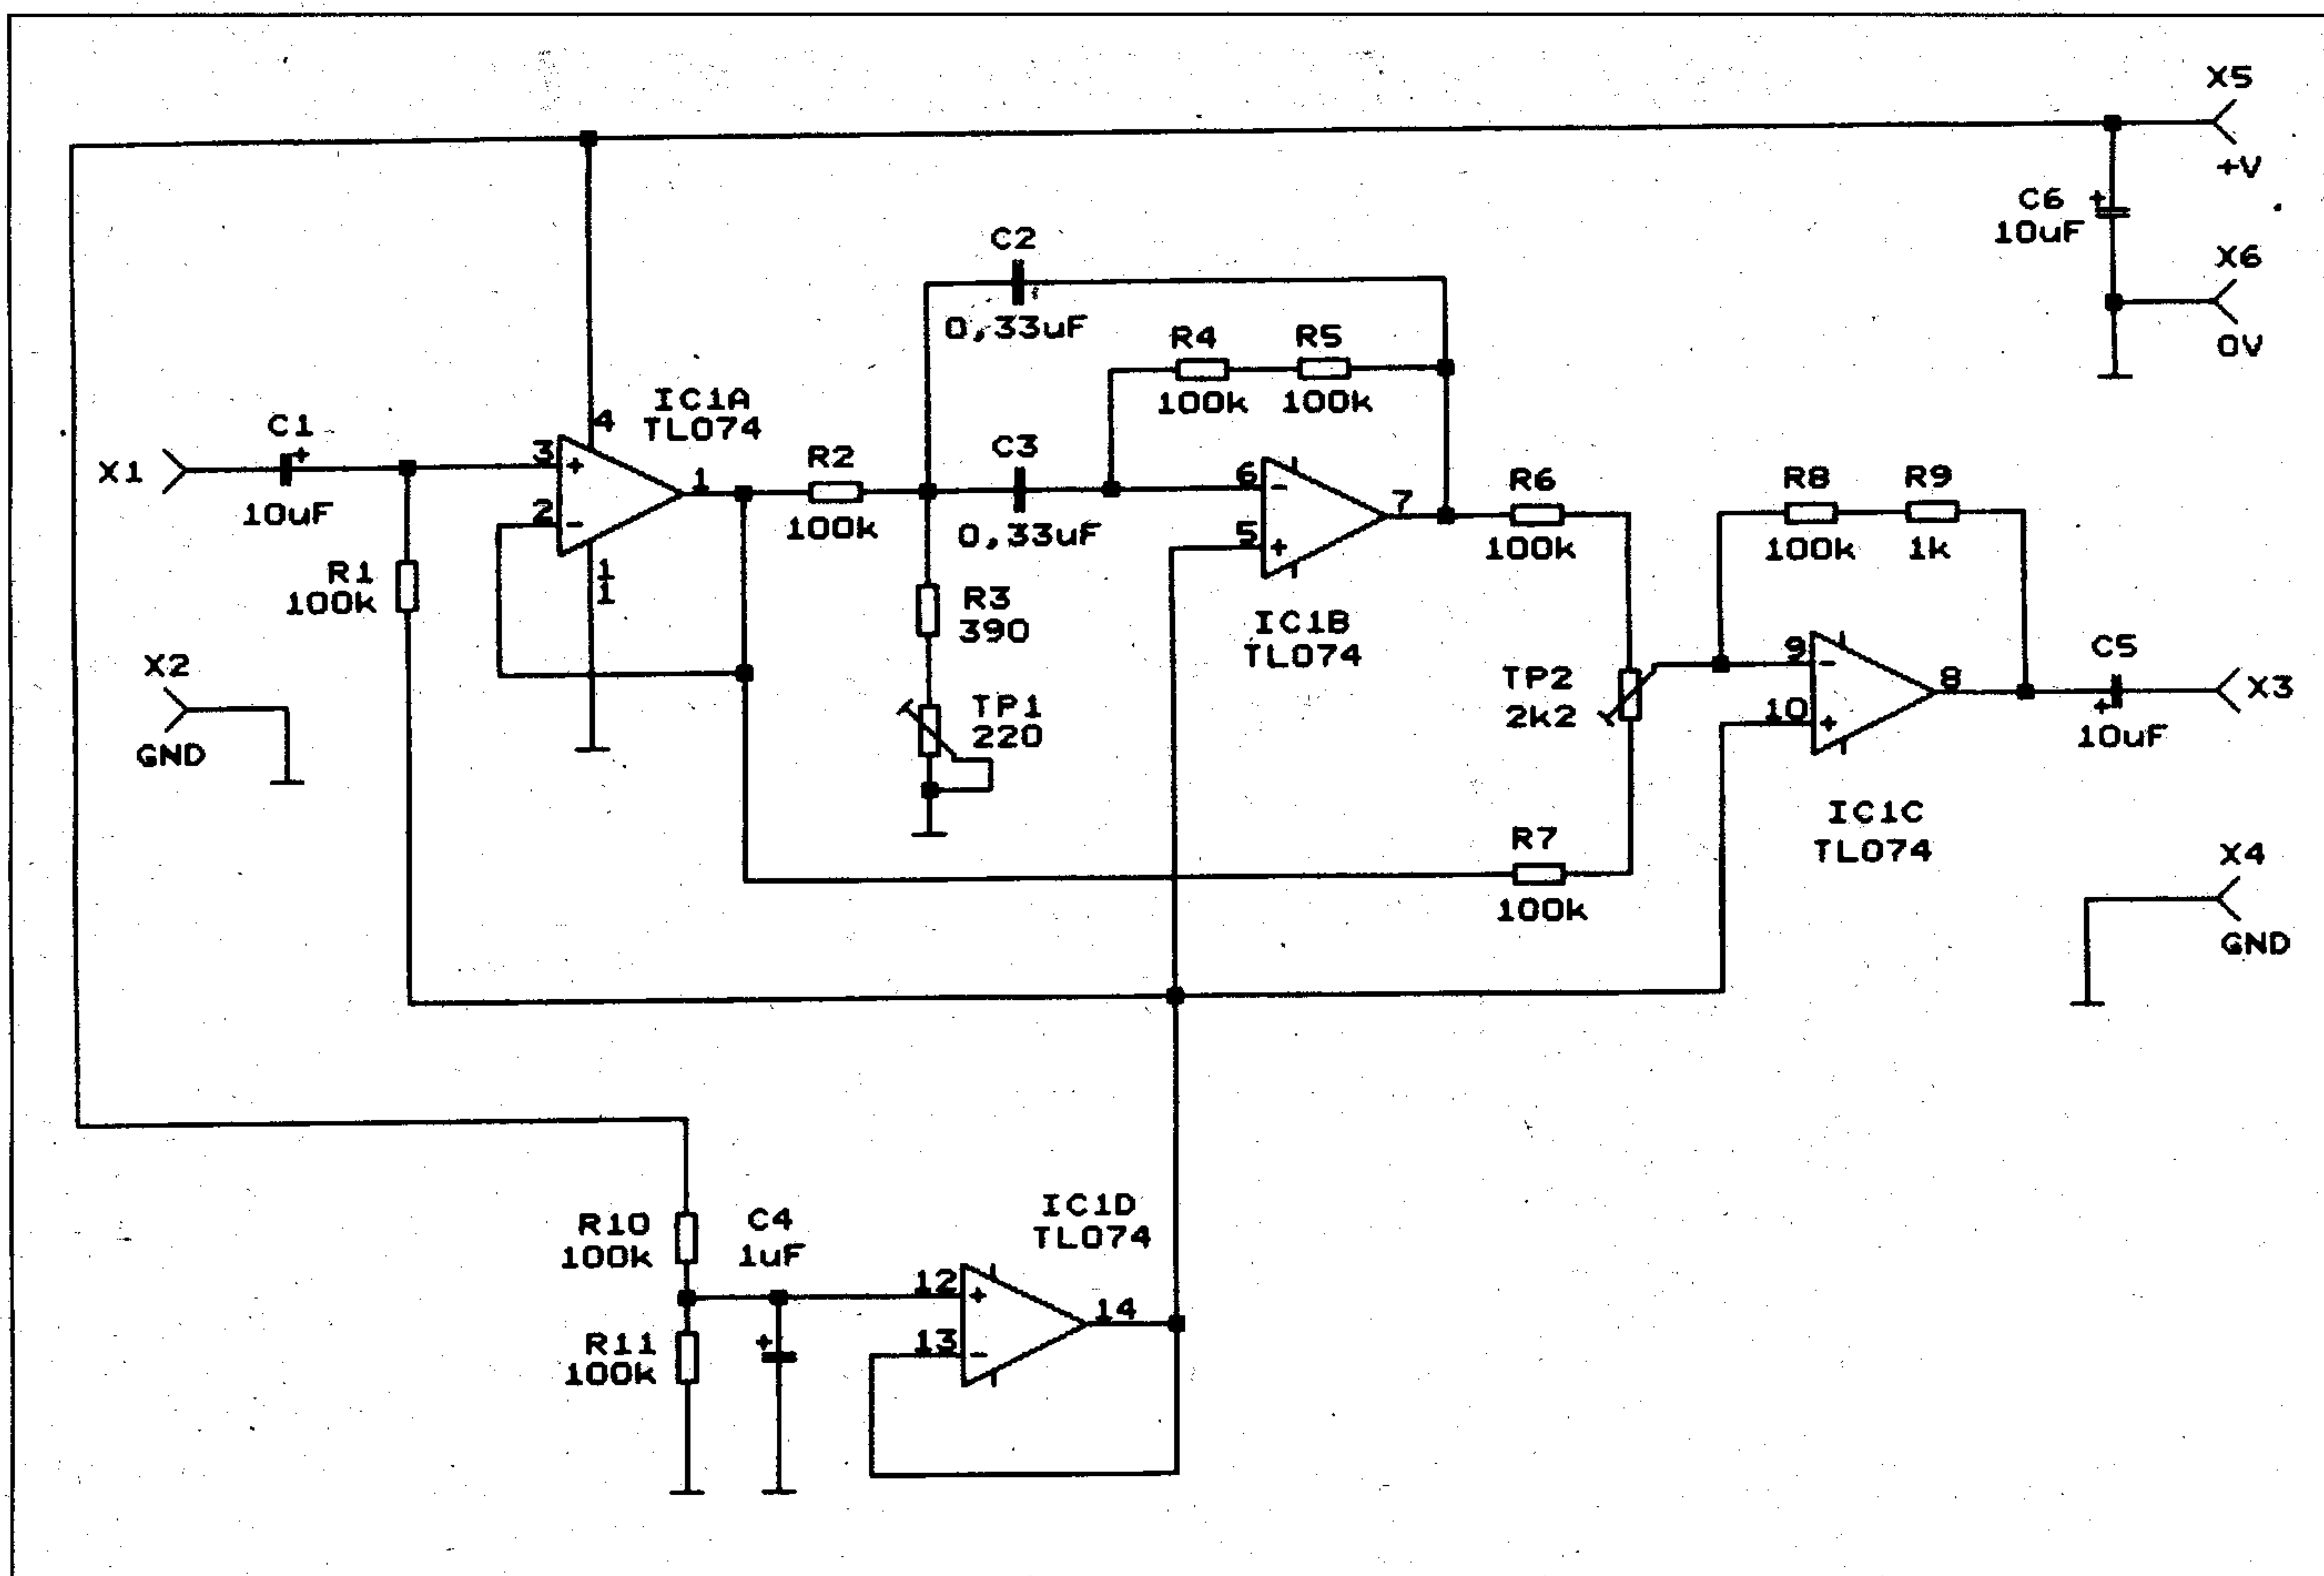 X5
+V
C6
+
10uF
X6
0V
C2
0,33uF
R4
100k
R5
100k
IC1A
TL074
4
X1
C1
+
10uF
3
+
2
-
1
1
1
R1
100k
R2
100k
C3
0,33uF
R3
390
TP1
220
6
-
5
+
7
IC1B
TL074
R6
100k
R8
100k
R9
1k
TP2
2k2
9
-
10
+
8
C5
+
10uF
X3
IC1C
TL074
X2
GND
R7
100k
X4
GND
R10
100k
C4
1uF
+
R11
100k
IC1D
TL074
12
+
13
-
14